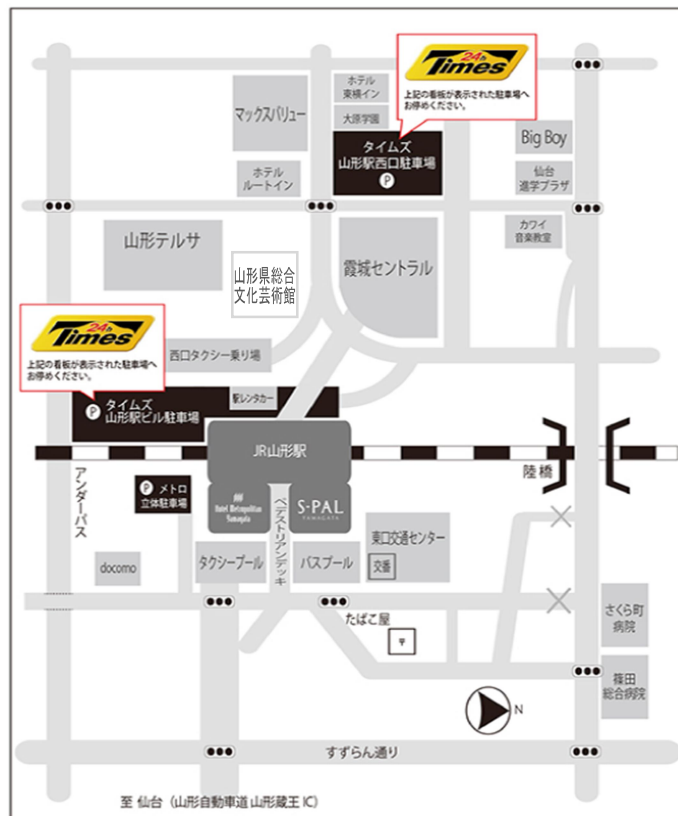 24h
Times
上記の看板が表示された駐車場へ
お停めください。
ホテル
東横イン
マックスバリュー
大原学園
タイムズ
山形駅西口駐車場
P
Big Boy
ホテル
ルートイン
仙台
進学プラザ
カワイ
音楽教室
山形テルサ
山形県総合
文化芸術館
霞城セントラル
24h
Times
上記の看板が表示された駐車場へ
お停めください。
西口タクシー乗り場
駅レンタカー
P タイムズ
山形駅ビル駐車場
JR山形駅
陸橋
アンダーパス
P メトロ
立体駐車場
Hotel Metropolitan
Yamagata
S-PAL
YAMAGATA
ペデストリアンデッキ
東口交通センター
交番
docomo
タクシープール
バスプール
さくら町
病院
たばこ屋
〒
篠田
総合病院
N
すずらん通り
至 仙台（山形自動車道 山形蔵王 IC）